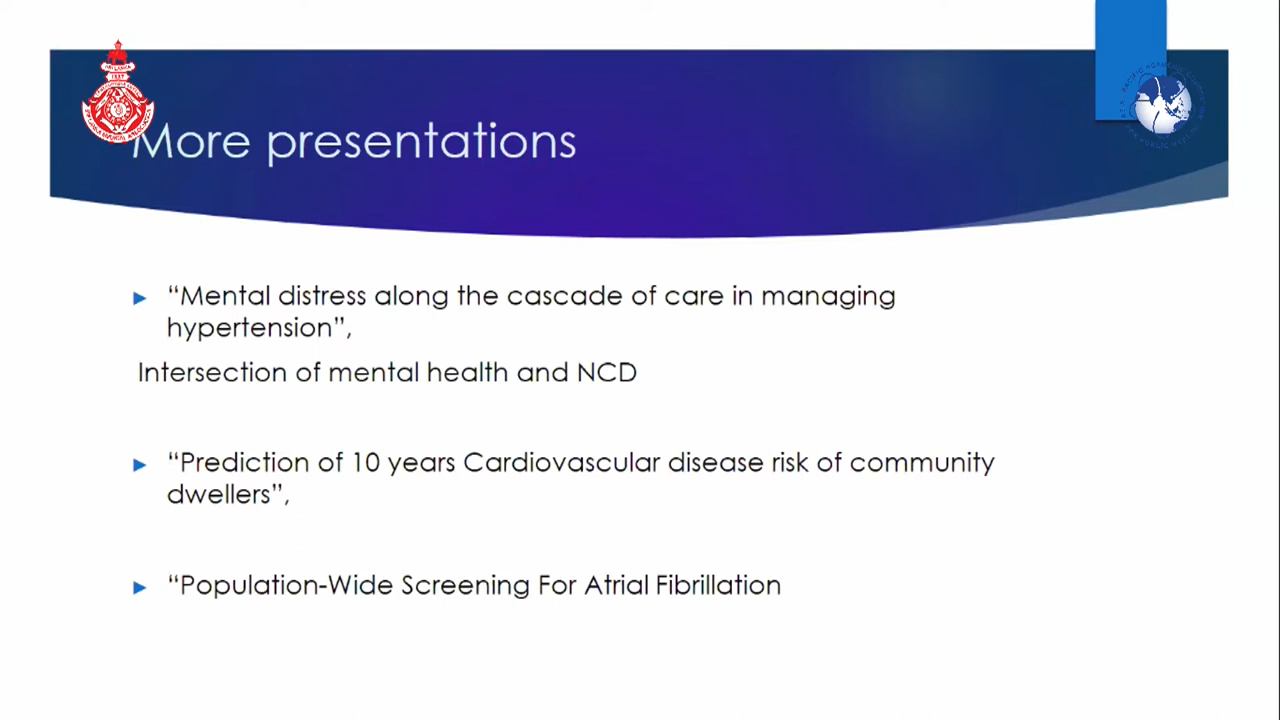 More presentations
“Mental distress along the cascade of care in managing
hypertension”,
Intersection of mental health and NCD
“Prediction of 10 years Cardiovascular disease risk of community
dwellers”,
“Population-Wide Screening For Atrial Fibrillation